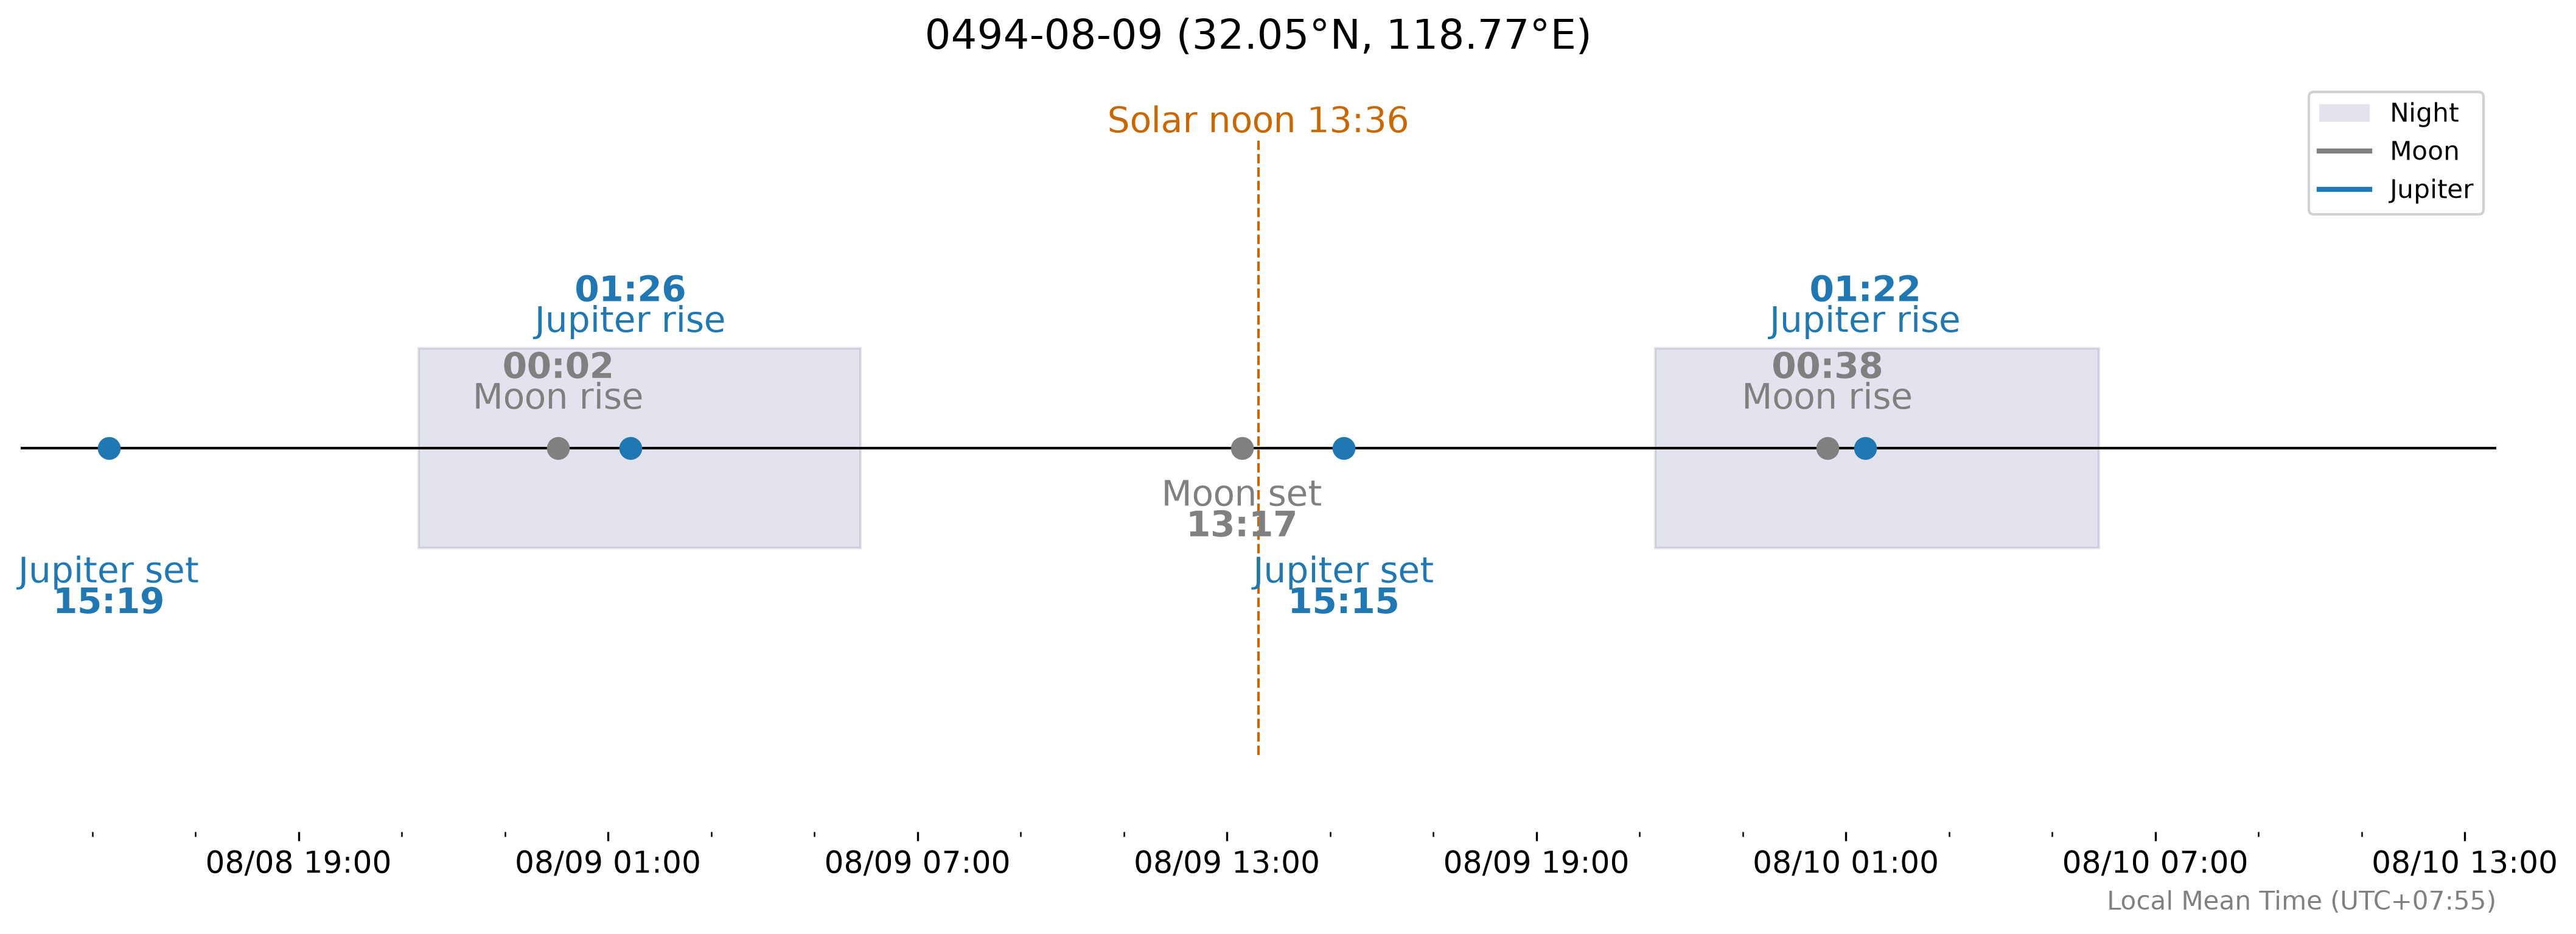 0494-08-09 (32.05°N, 118.77°E)
Solar noon 13:36
Night
Moon
Jupiter
01:26
Jupiter rise
01:22
Jupiter rise
00:02
Moon rise
00:38
Moon rise
Moon set
13:17
Jupiter set
15:19
Jupiter set
15:15
08/08 19:00
08/09 01:00
08/09 07:00
08/09 13:00
08/09 19:00
08/10 01:00
08/10 07:00
08/10 13:00
Local Mean Time (UTC+07:55)